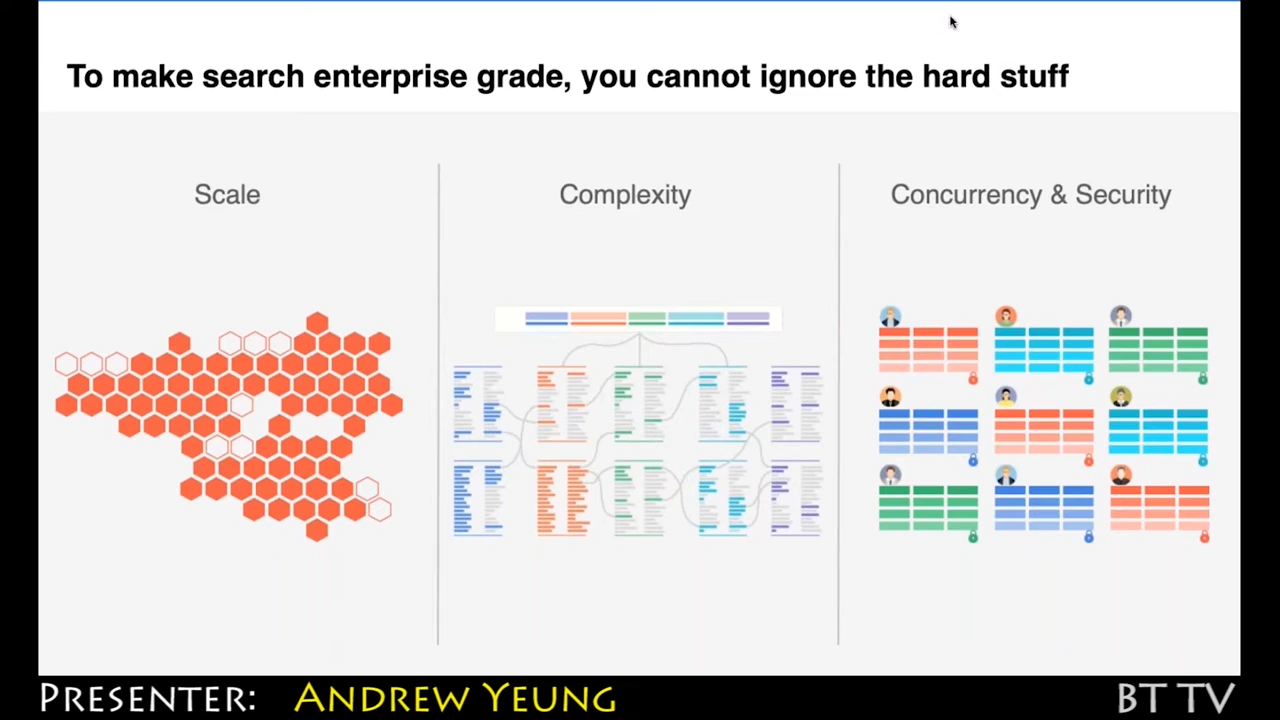 To make search enterprise grade, you cannot ignore the hard stuff
Scale
Complexity
Concurrency & Security
Presenter: Andrew Yeung
BT TV